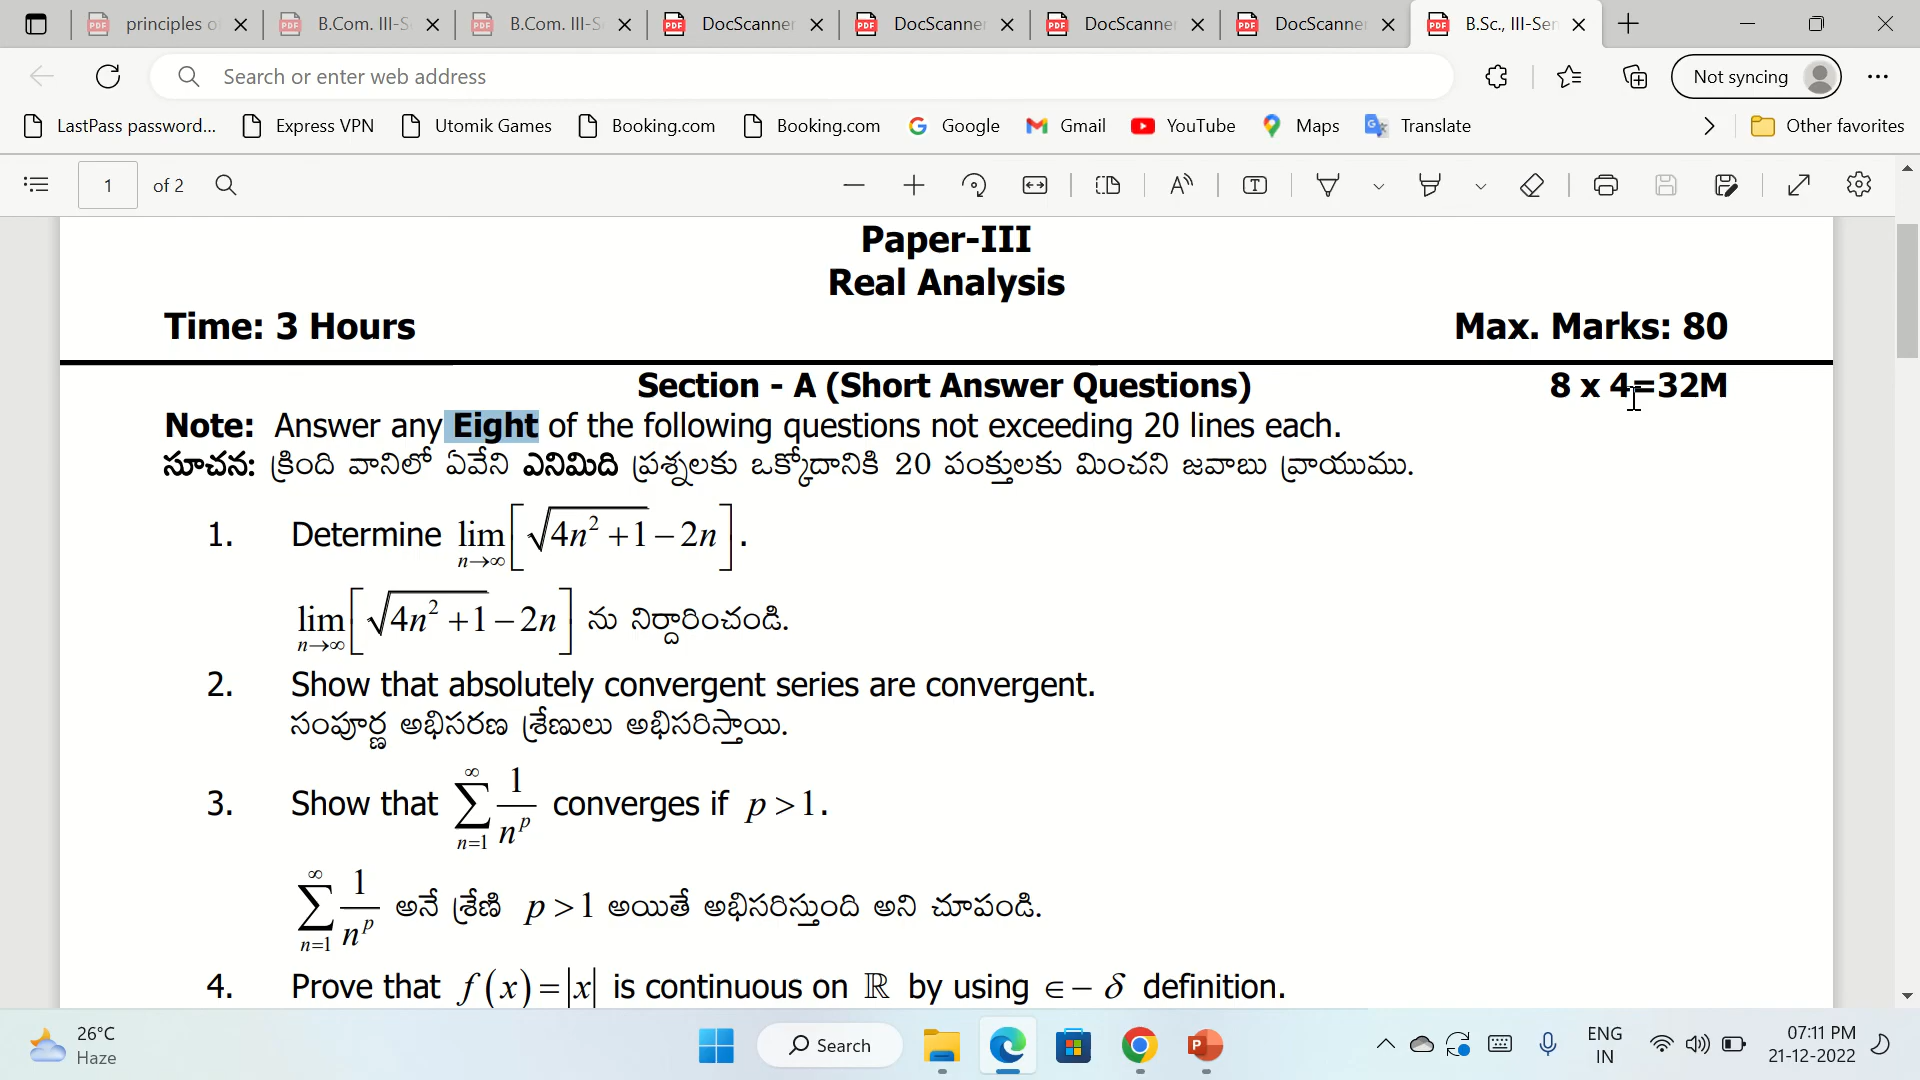 principles o
B.Com. III-S
B.Com. III-S
DocScanner
DocScanner
DocScanner
DocScanner
B.Sc., III-Sem
Search or enter web address
Not syncing
LastPass password...
Express VPN
Utomik Games
Booking.com
Booking.com
Google
Gmail
YouTube
Maps
Translate
Other favorites
1 of 2
Paper-III
Real Analysis
Time: 3 Hours Max. Marks: 80
Section - A (Short Answer Questions) 8 x 4=32M
Note: Answer any Eight of the following questions not exceeding 20 lines each.
సూచన: క్రింది వానిలో ఏవేని ఎనిమిది ప్రశ్నలకు ఒక్కోదానికి 20 పంక్తులకు మించని జవాబు వ్రాయుము.
1. Determine lim n→∞ [√(4n² +1) − 2n].
lim n→∞ [√(4n² +1) − 2n] ను నిర్దారించండి.
2. Show that absolutely convergent series are convergent.
సంపూర్ణ అభిసరణ శ్రేణులు అభిసరిస్తాయి.
3. Show that ∑ n=1 ∞ 1/n^p converges if p >1.
∑ n=1 ∞ 1/n^p అనే శ్రేణి p >1 అయితే అభిసరిస్తుంది అని చూపండి.
4. Prove that f(x)=|x| is continuous on ℝ by using ∈− δ definition.
26°C
Haze
Search
ENG
IN
07:11 PM
21-12-2022